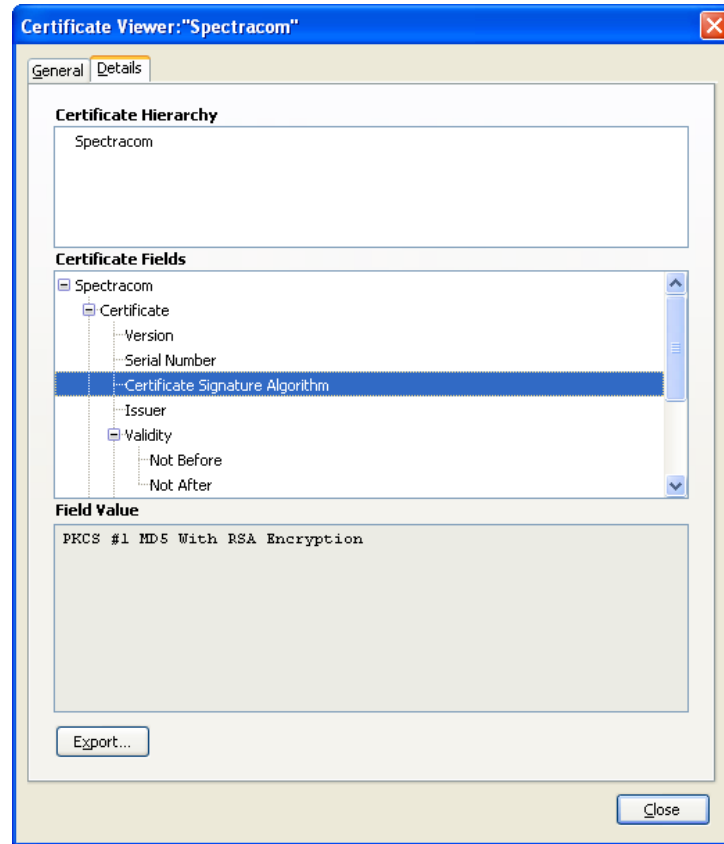 Certificate Viewer:"Spectracom"
General Details
Certificate Hierarchy
Spectracom
Certificate Fields
Spectracom
Certificate
Version
Serial Number
Certificate Signature Algorithm
Issuer
Validity
Not Before
Not After
Field Value
PKCS #1 MD5 With RSA Encryption
Export...
Close